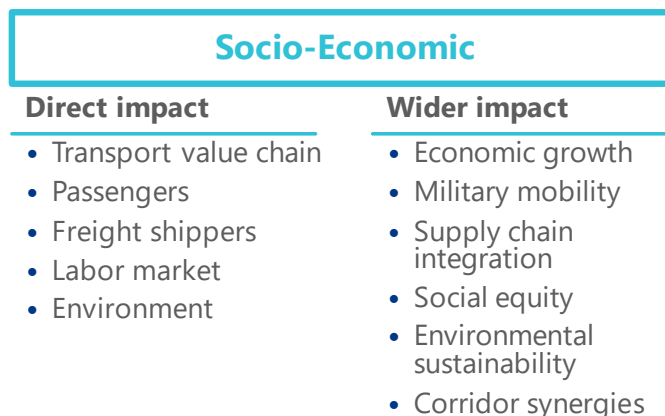 Socio-Economic
Direct impact
• Transport value chain
• Passengers
• Freight shippers
• Labor market
• Environment
Wider impact
• Economic growth
• Military mobility
• Supply chain
integration
• Social equity
• Environmental
sustainability
• Corridor synergies